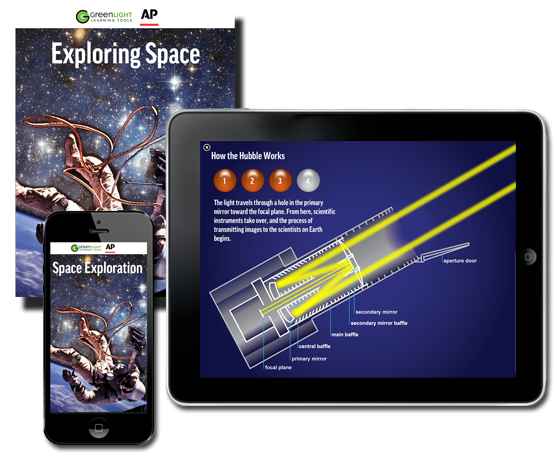 GREENLIGHT
LEARNING TOOLS
AP
Exploring Space
GREENLIGHT
LEARNING TOOLS
AP
Space Exploration
How the Hubble Works
1 2 3 4
The light travels through a hole in the primary
mirror toward the focal plane. From here, scientific
instruments take over, and the process of
transmitting images to the scientists on Earth
begins.
aperture door
secondary mirror
secondary mirror baffle
main baffle
central baffle
primary mirror
focal plane